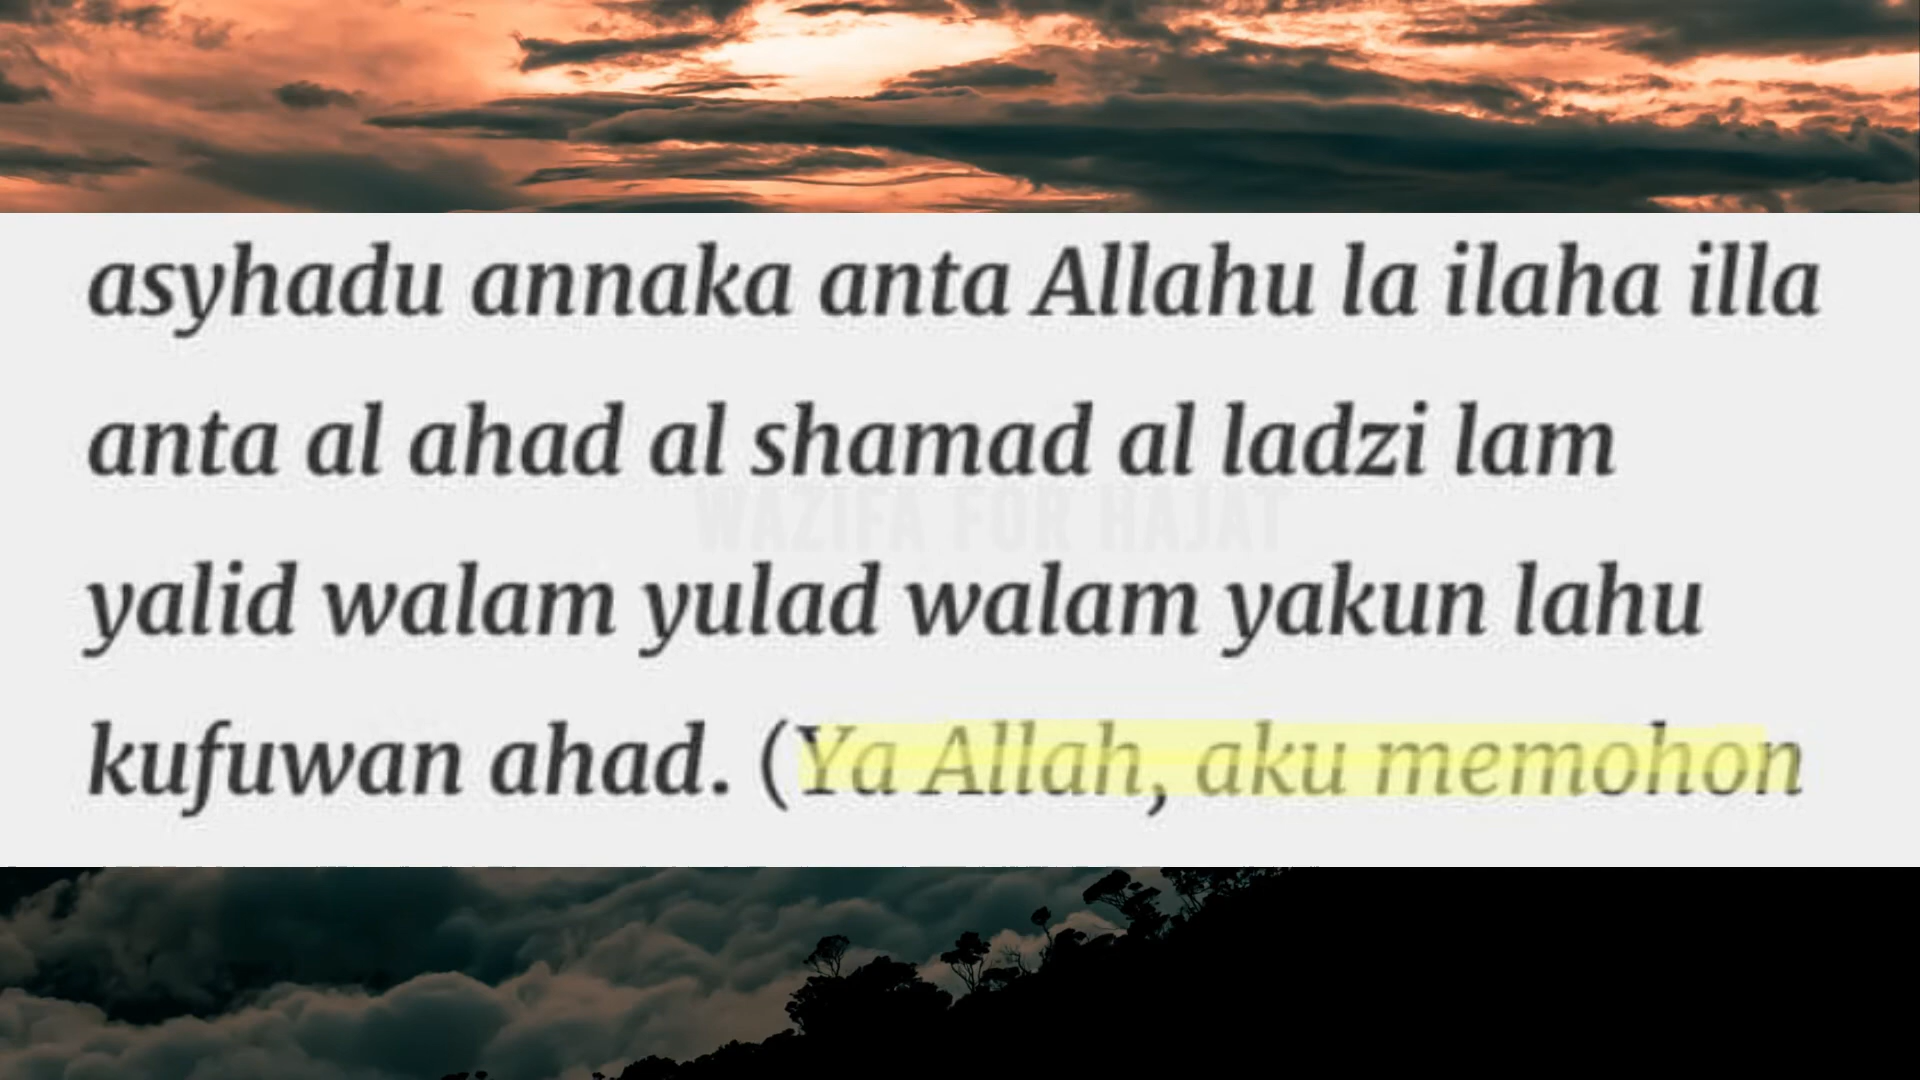 asyhadu annaka anta Allahu la ilaha illa
anta al ahad al shamad al ladzi lam
WAZIFA FOR HAJAT
yalid walam yulad walam yakun lahu
kufuwan ahad. (Ya Allah, aku memohon